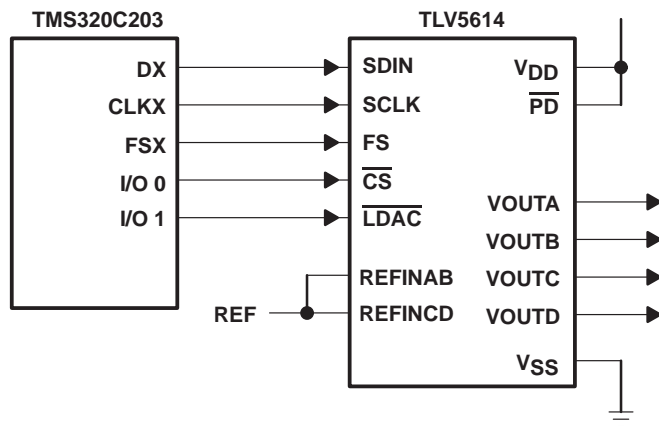 TMS320C203
TLV5614
DX
CLKX
FSX
I/O 0
I/O 1
SDIN
SCLK
FS
CS
LDAC
REFINAB
REFINCD
REF
VDD
PD
VOUTA
VOUTB
VOUTC
VOUTD
VSS